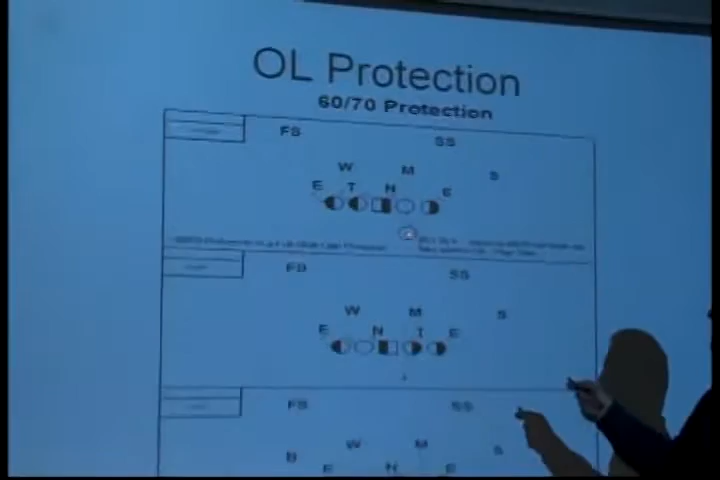 OL Protection
60/70 Protection
FS SS
W M S
E T N E
FS SS
W M S
E N T E
FS SS
W M S
B E N E